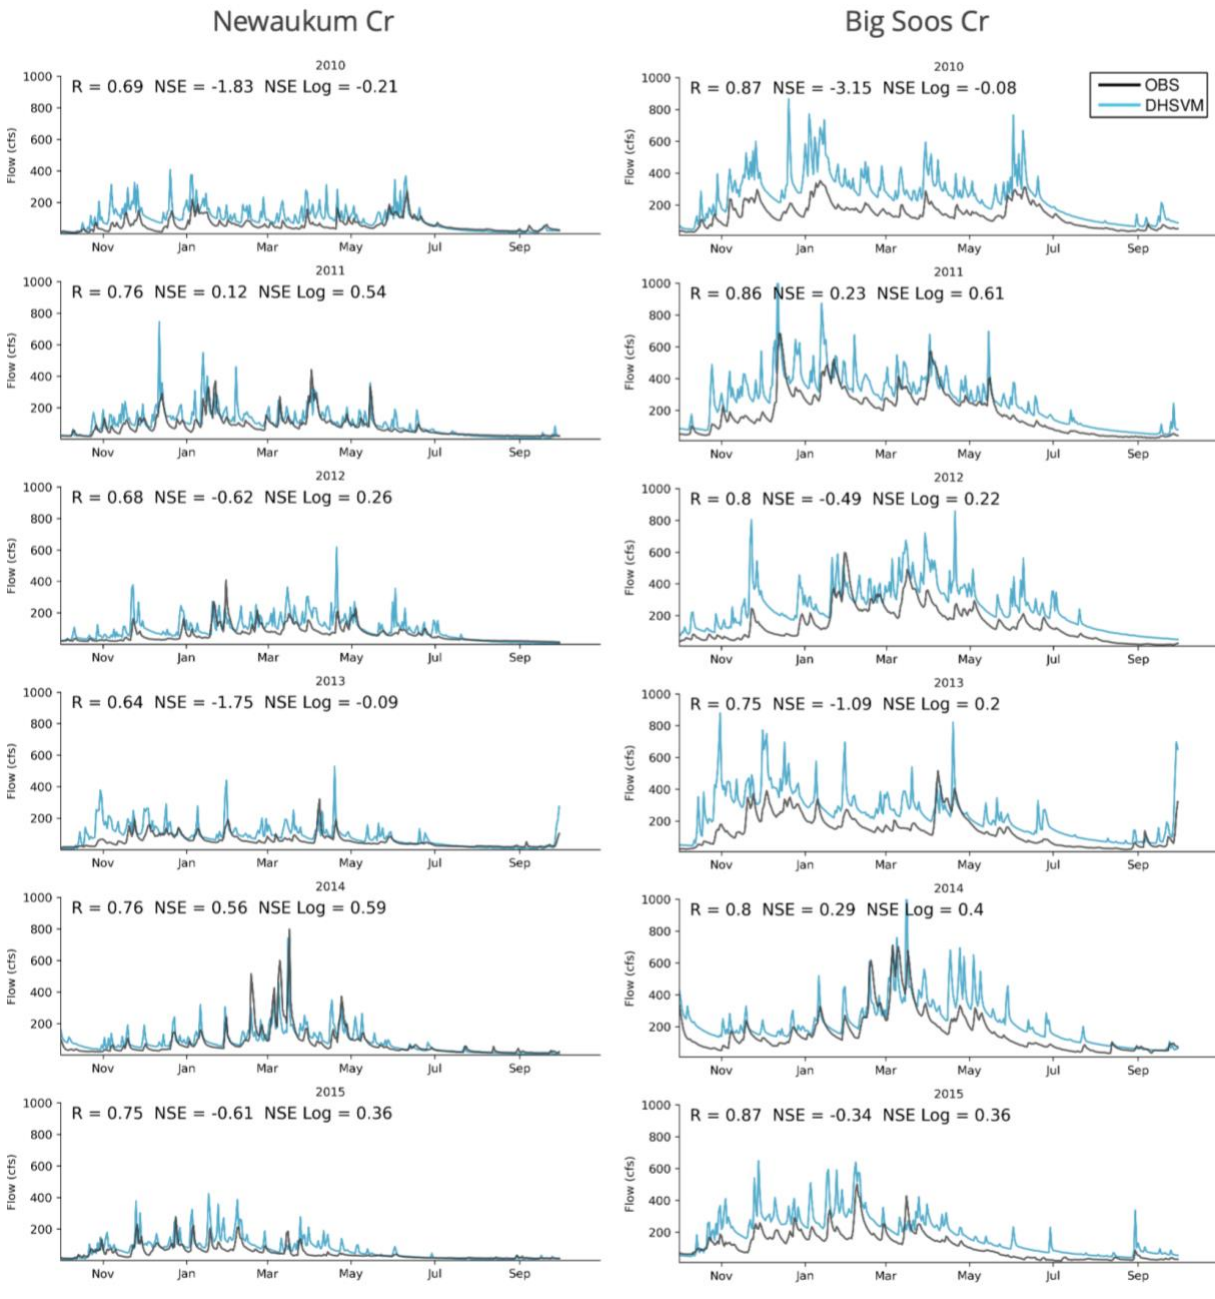 Newaukum Cr
Big Soos Cr
2010
R = 0.69 NSE = -1.83 NSE Log = -0.21
1000
800
600
400
200
Flow (cfs)
Nov Jan Mar May Jul Sep
2010
R = 0.87 NSE = -3.15 NSE Log = -0.08
OBS
DHSVM
1000
800
600
400
200
Flow (cfs)
Nov Jan Mar May Jul Sep
2011
R = 0.76 NSE = 0.12 NSE Log = 0.54
1000
800
600
400
200
Flow (cfs)
Nov Jan Mar May Jul Sep
2011
R = 0.86 NSE = 0.23 NSE Log = 0.61
1000
800
600
400
200
Flow (cfs)
Nov Jan Mar May Jul Sep
2012
R = 0.68 NSE = -0.62 NSE Log = 0.26
1000
800
600
400
200
Flow (cfs)
Nov Jan Mar May Jul Sep
2012
R = 0.8 NSE = -0.49 NSE Log = 0.22
1000
800
600
400
200
Flow (cfs)
Nov Jan Mar May Jul Sep
2013
R = 0.64 NSE = -1.75 NSE Log = -0.09
1000
800
600
400
200
Flow (cfs)
Nov Jan Mar May Jul Sep
2013
R = 0.75 NSE = -1.09 NSE Log = 0.2
1000
800
600
400
200
Flow (cfs)
Nov Jan Mar May Jul Sep
2014
R = 0.76 NSE = 0.56 NSE Log = 0.59
1000
800
600
400
200
Flow (cfs)
Nov Jan Mar May Jul Sep
2014
R = 0.8 NSE = 0.29 NSE Log = 0.4
1000
800
600
400
200
Flow (cfs)
Nov Jan Mar May Jul Sep
2015
R = 0.75 NSE = -0.61 NSE Log = 0.36
1000
800
600
400
200
Flow (cfs)
Nov Jan Mar May Jul Sep
2015
R = 0.87 NSE = -0.34 NSE Log = 0.36
1000
800
600
400
200
Flow (cfs)
Nov Jan Mar May Jul Sep